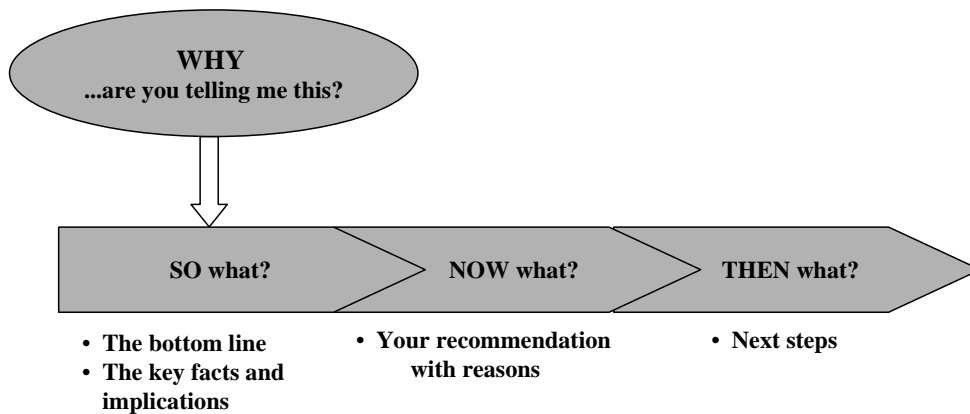 WHY
...are you telling me this?
SO what?
NOW what?
THEN what?
• The bottom line
• The key facts and
implications
• Your recommendation
with reasons
• Next steps